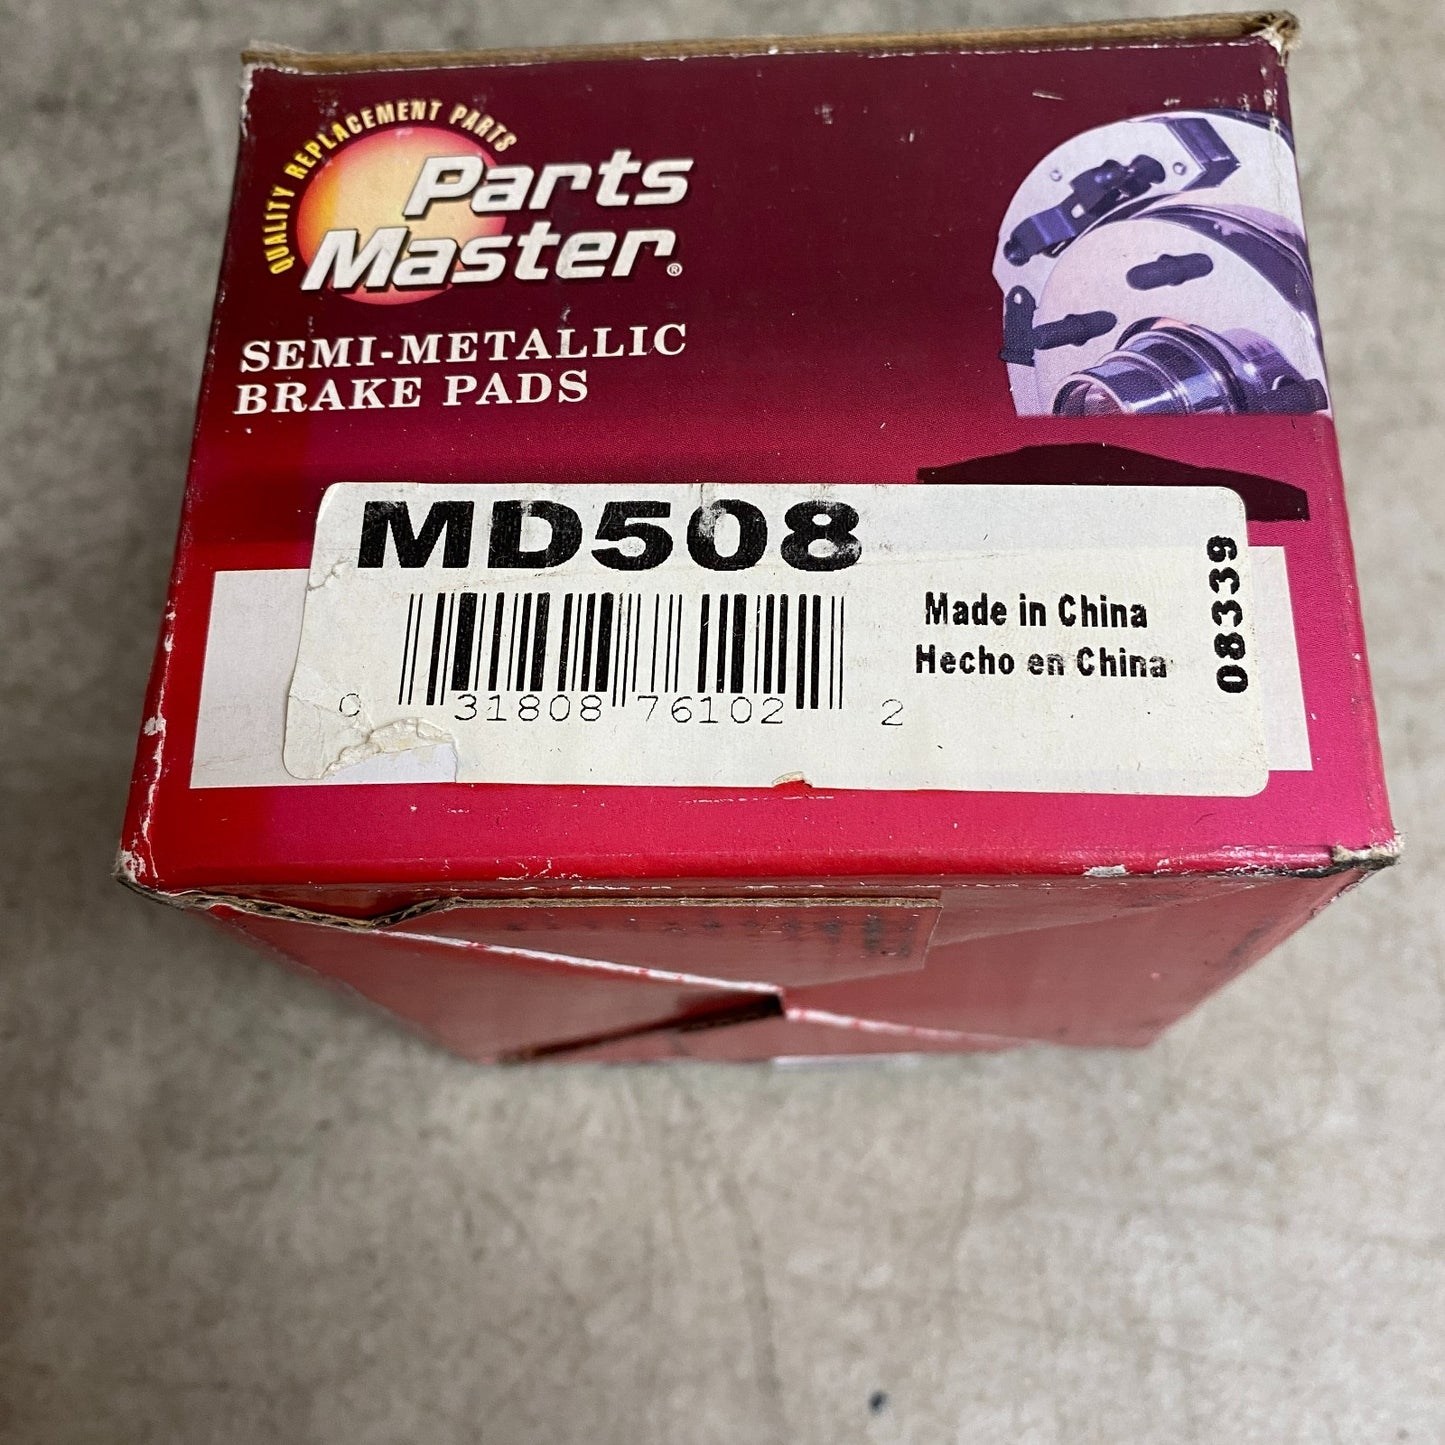 QUALITY REPLACEMENT PARTS
Parts
Master®
SEMI-METALLIC
BRAKE PADS
MD508
Made in China
Hecho en China
08339
0 31808 76102 2